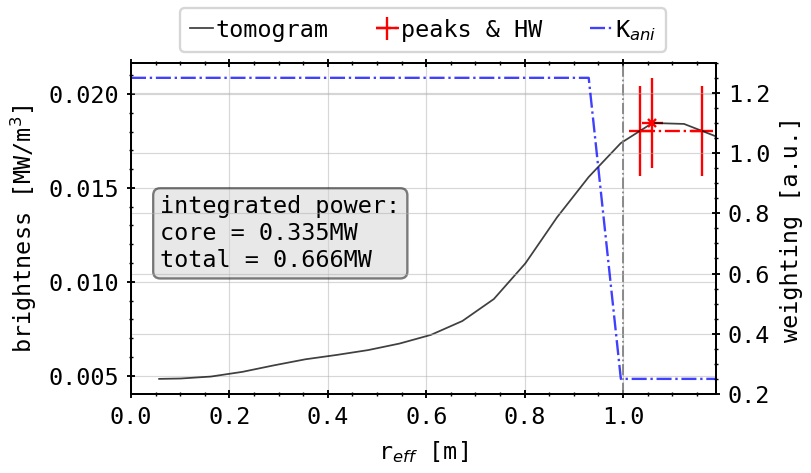 tomogram peaks & HW K_ani
brightness [MW/m³]
0.020
0.015
0.010
0.005
integrated power:
core = 0.335MW
total = 0.666MW
1.2
1.0
0.8
0.6
0.4
0.2
weighting [a.u.]
0.0 0.2 0.4 0.6 0.8 1.0
r_eff [m]